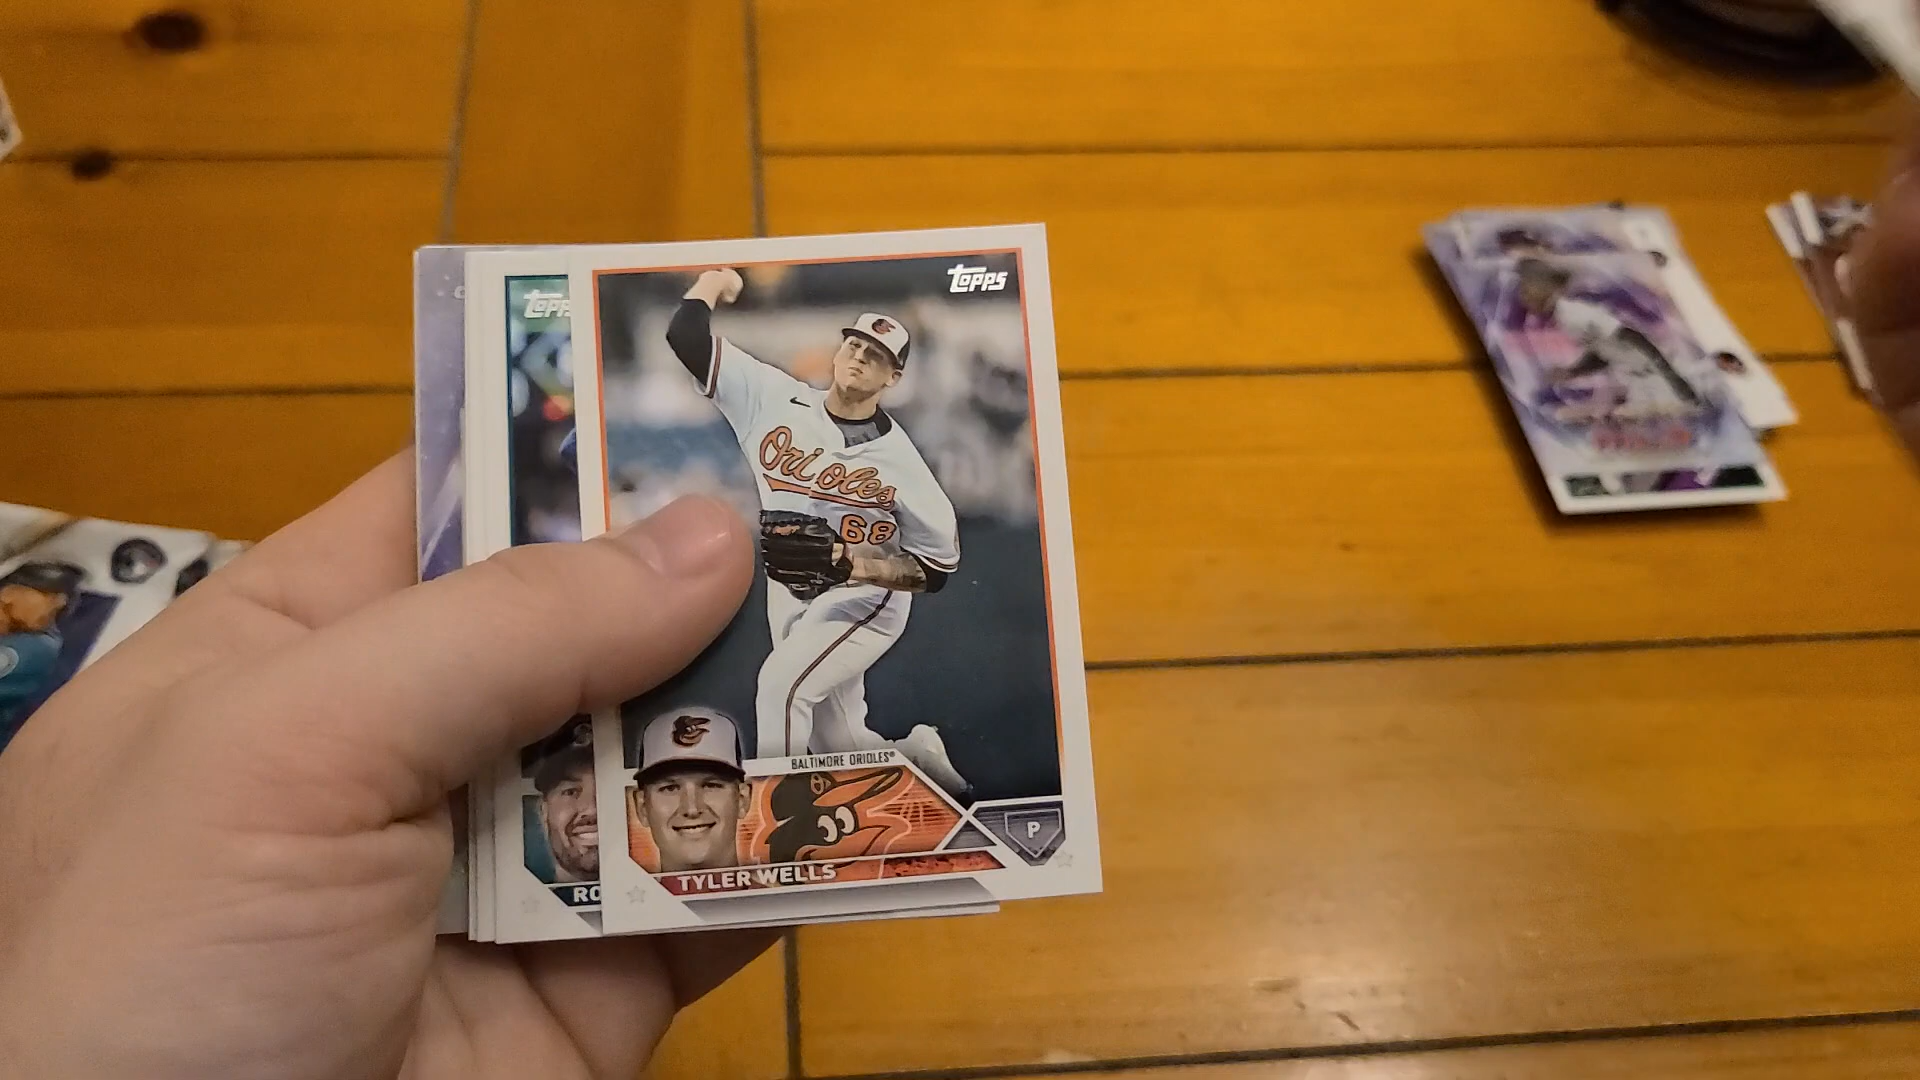 Topps
Topps
Orioles
68
BALTIMORE ORIOLES®
P
TYLER WELLS
RO